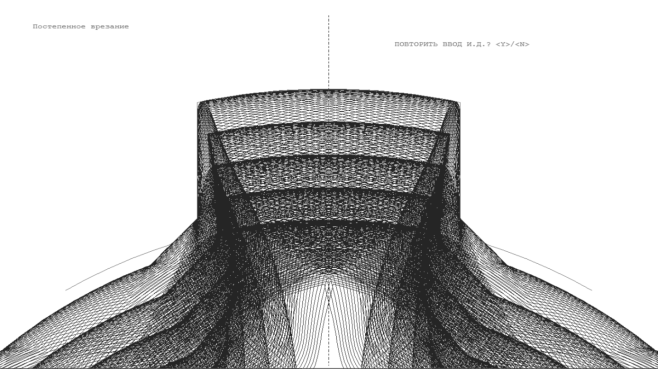 Постепенное врезание
ПОВТОРИТЬ ВВОД И.Д.? <Y>/<N>